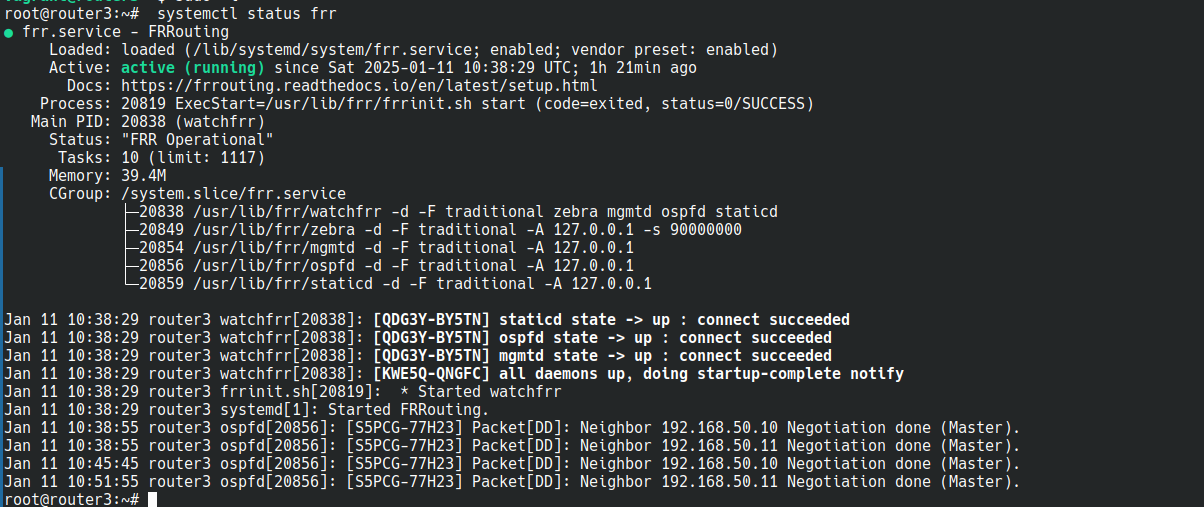 root@router3:~#  systemctl status frr
● frr.service - FRRouting
     Loaded: loaded (/lib/systemd/system/frr.service; enabled; vendor preset: enabled)
     Active: active (running) since Sat 2025-01-11 10:38:29 UTC; 1h 21min ago
       Docs: https://frrouting.readthedocs.io/en/latest/setup.html
    Process: 20819 ExecStart=/usr/lib/frr/frrinit.sh start (code=exited, status=0/SUCCESS)
   Main PID: 20838 (watchfrr)
     Status: "FRR Operational"
      Tasks: 10 (limit: 1117)
     Memory: 39.4M
     CGroup: /system.slice/frr.service
             ├─20838 /usr/lib/frr/watchfrr -d -F traditional zebra mgmtd ospfd staticd
             ├─20849 /usr/lib/frr/zebra -d -F traditional -A 127.0.0.1 -s 90000000
             ├─20854 /usr/lib/frr/mgmtd -d -F traditional -A 127.0.0.1
             ├─20856 /usr/lib/frr/ospfd -d -F traditional -A 127.0.0.1
             └─20859 /usr/lib/frr/staticd -d -F traditional -A 127.0.0.1

Jan 11 10:38:29 router3 watchfrr[20838]: [QDG3Y-BY5TN] staticd state -> up : connect succeeded
Jan 11 10:38:29 router3 watchfrr[20838]: [QDG3Y-BY5TN] ospfd state -> up : connect succeeded
Jan 11 10:38:29 router3 watchfrr[20838]: [QDG3Y-BY5TN] mgmtd state -> up : connect succeeded
Jan 11 10:38:29 router3 watchfrr[20838]: [KWE5Q-QNGFC] all daemons up, doing startup-complete notify
Jan 11 10:38:29 router3 frrinit.sh[20819]:  * Started watchfrr
Jan 11 10:38:29 router3 systemd[1]: Started FRRouting.
Jan 11 10:38:55 router3 ospfd[20856]: [S5PCG-77H23] Packet[DD]: Neighbor 192.168.50.10 Negotiation done (Master).
Jan 11 10:38:55 router3 ospfd[20856]: [S5PCG-77H23] Packet[DD]: Neighbor 192.168.50.11 Negotiation done (Master).
Jan 11 10:45:45 router3 ospfd[20856]: [S5PCG-77H23] Packet[DD]: Neighbor 192.168.50.10 Negotiation done (Master).
Jan 11 10:51:55 router3 ospfd[20856]: [S5PCG-77H23] Packet[DD]: Neighbor 192.168.50.11 Negotiation done (Master).
root@router3:~#